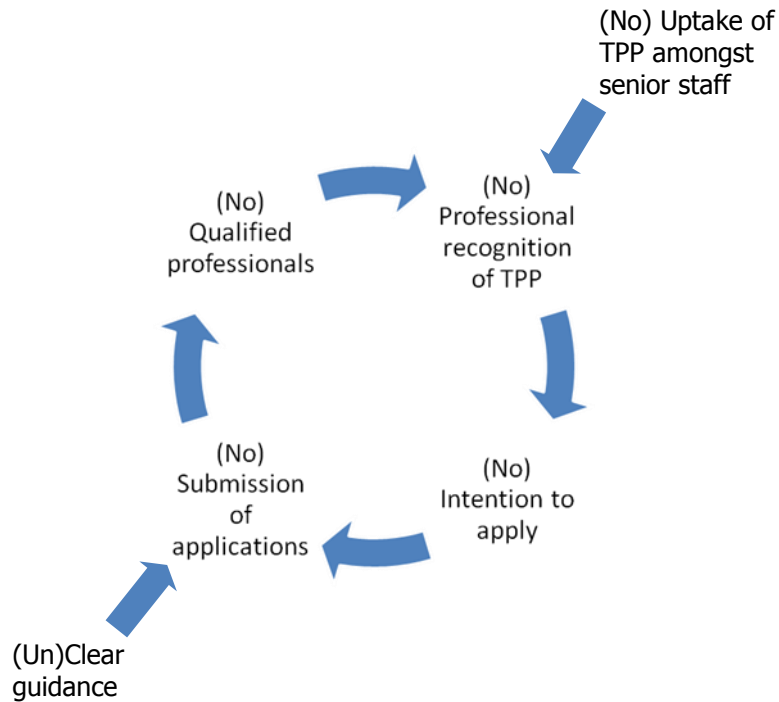 (No) Uptake of
TPP amongst
senior staff
(No)
Qualified
professionals
(No)
Professional
recognition
of TPP
(No)
Submission
of
applications
(No)
Intention to
apply
(Un)Clear
guidance